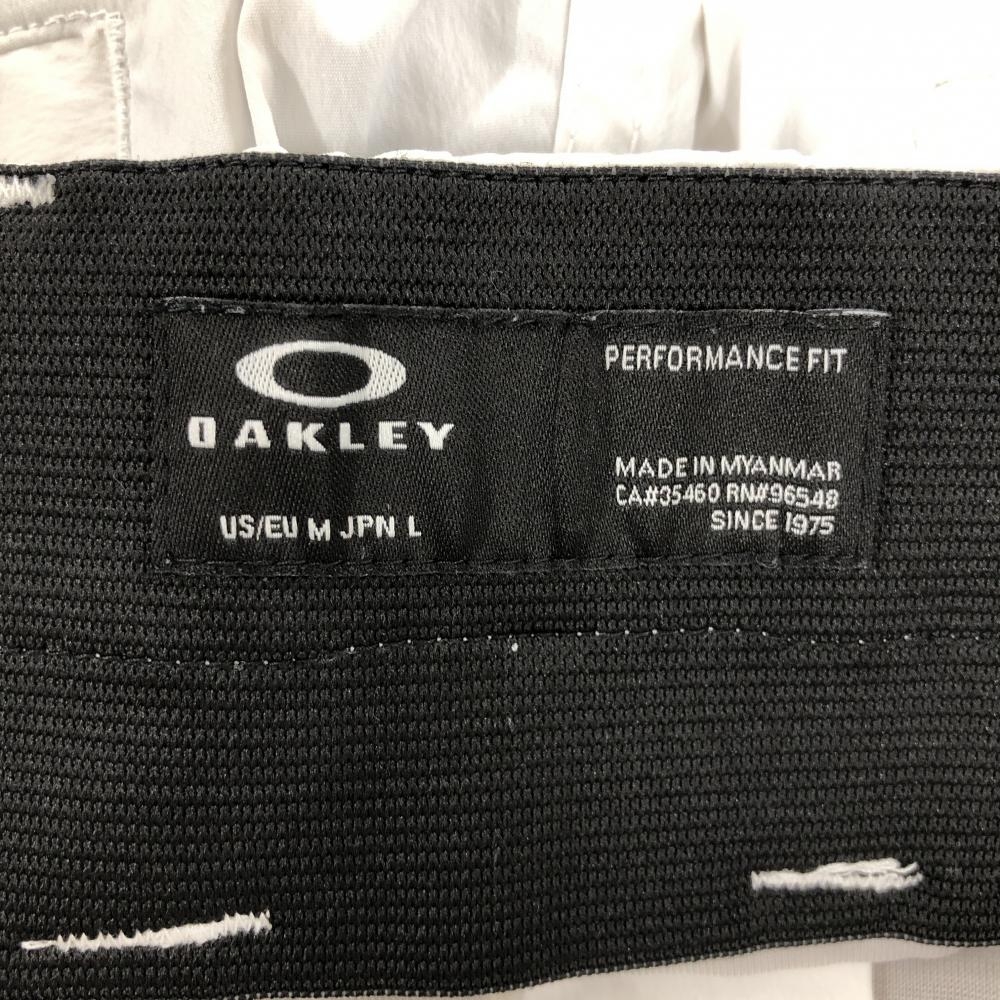 OAKLEY
US/EU M JPN L
PERFORMANCE FIT
MADE IN MYANMAR
CA#35460 RN#96548
SINCE 1975